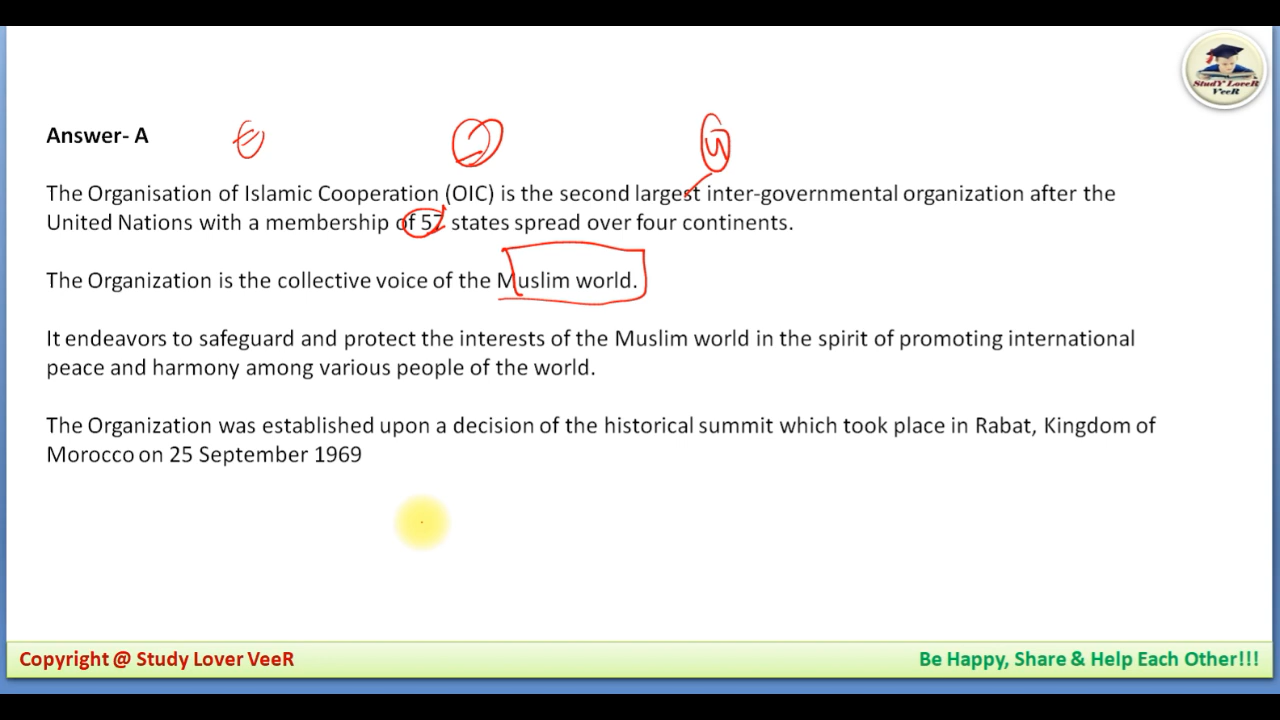 StudY LoveR
VeeR
Answer- A
The Organisation of Islamic Cooperation (OIC) is the second largest inter-governmental organization after the
United Nations with a membership of 57 states spread over four continents.
The Organization is the collective voice of the Muslim world.
It endeavors to safeguard and protect the interests of the Muslim world in the spirit of promoting international
peace and harmony among various people of the world.
The Organization was established upon a decision of the historical summit which took place in Rabat, Kingdom of
Morocco on 25 September 1969
Copyright @ Study Lover VeeR
Be Happy, Share & Help Each Other!!!